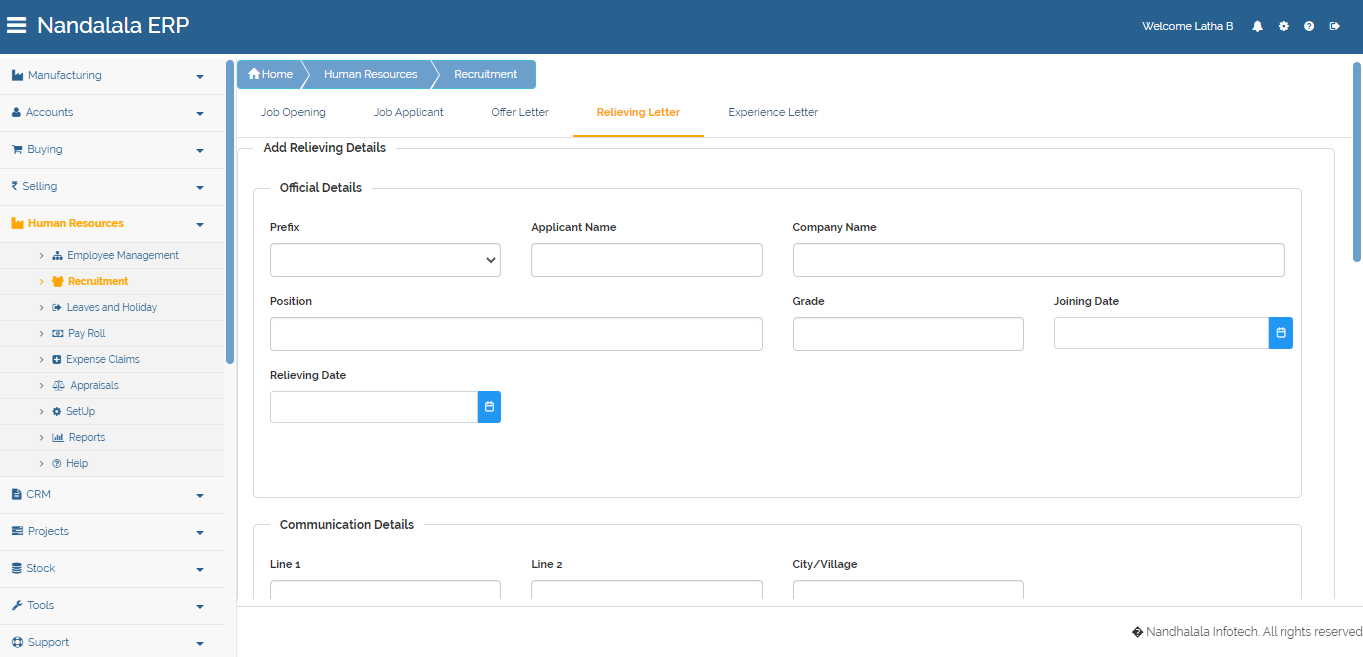 Nandalala ERP
Welcome Latha B
Manufacturing
Accounts
Buying
Selling
Human Resources
Employee Management
Recruitment
Leaves and Holiday
Pay Roll
Expense Claims
Appraisals
SetUp
Reports
Help
CRM
Projects
Stock
Tools
Support
Home Human Resources Recruitment
Job Opening Job Applicant Offer Letter Relieving Letter Experience Letter
Add Relieving Details
Official Details
Prefix Applicant Name Company Name
Position Grade Joining Date
Relieving Date
Communication Details
Line 1 Line 2 City/Village
� Nandhalala Infotech. All rights reserved